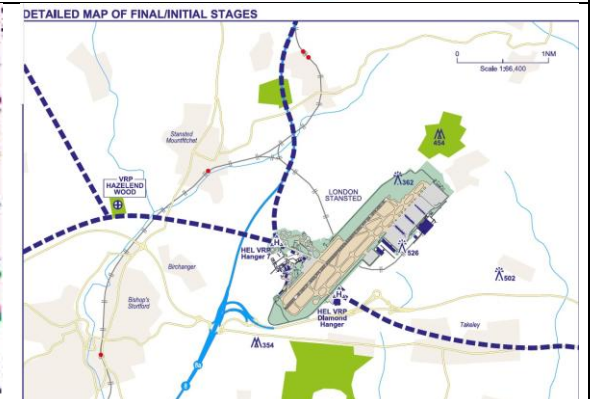 DETAILED MAP OF FINAL/INITIAL STAGES
0 1NM
Scale 1:66,400
454
Stansted
Mountfitchet
VRP
HAZELEND
WOOD
362
LONDON
STANSTED
H
HEL VRP
Hanger 1
526
Birchanger
502
Bishop's
Stortford
H
HEL VRP
Diamond
Hanger
Takeley
354